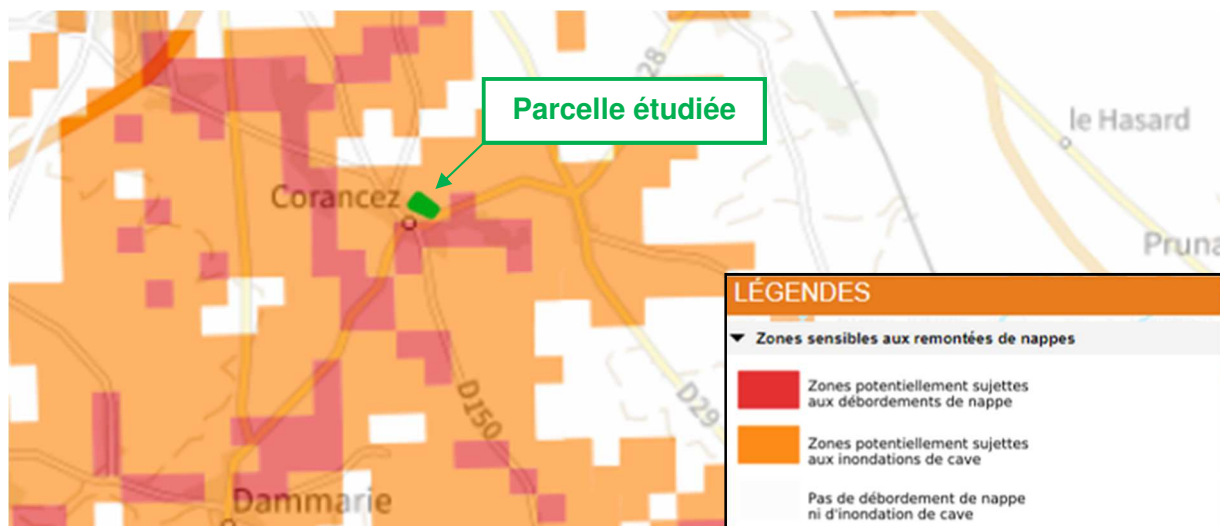 28
Parcelle étudiée
le Hasard
Corancez
Pruna
LÉGENDES
Zones sensibles aux remontées de nappes
Zones potentiellement sujettes
aux débordements de nappe
D29
D150
Zones potentiellement sujettes
aux inondations de cave
Dammarie
Pas de débordement de nappe
ni d'inondation de cave